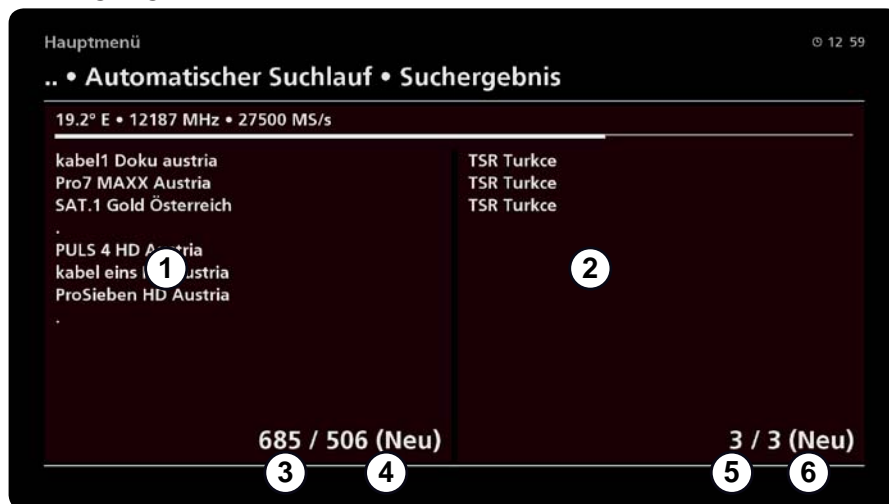 Hauptmenü
12 59
.. • Automatischer Suchlauf • Suchergebnis
19.2° E • 12187 MHz • 27500 MS/s
kabel1 Doku austria
Pro7 MAXX Austria
SAT.1 Gold Österreich
.
PULS 4 HD
kabel eins
ProSieben HD Austria
.
TSR Turkce
TSR Turkce
TSR Turkce
1
2
685 / 506 (Neu)
3 / 3 (Neu)
3
4
5
6